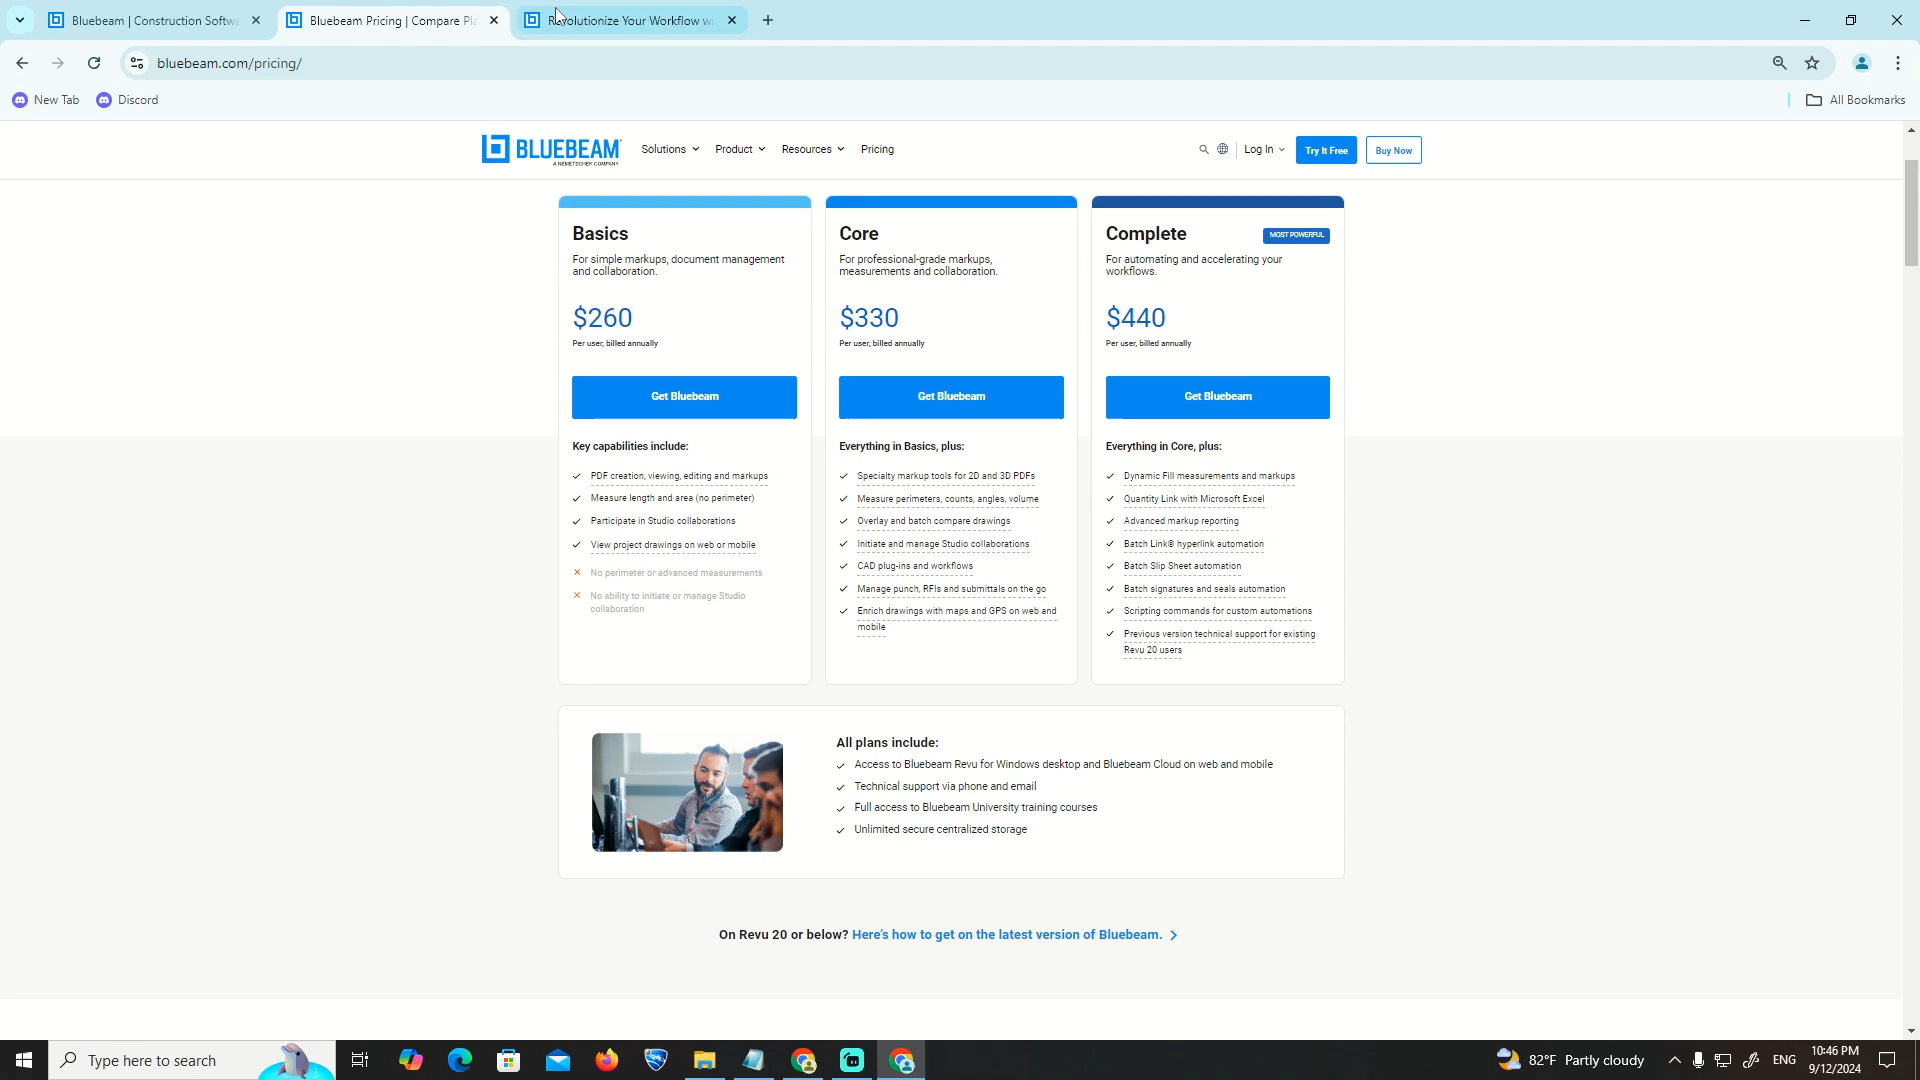 Bluebeam | Construction Softwa
Bluebeam Pricing | Compare Pla
Revolutionize Your Workflow wi
bluebeam.com/pricing/
New Tab
Discord
All Bookmarks
BLUEBEAM
A NEMETSCHEK COMPANY
Solutions
Product
Resources
Pricing
Log In
Try It Free
Buy Now
Basics
For simple markups, document management
and collaboration.
$260
Per user, billed annually
Get Bluebeam
Key capabilities include:
PDF creation, viewing, editing and markups
Measure length and area (no perimeter)
Participate in Studio collaborations
View project drawings on web or mobile
No perimeter or advanced measurements
No ability to initiate or manage Studio
collaboration
Core
For professional-grade markups,
measurements and collaboration.
$330
Per user, billed annually
Get Bluebeam
Everything in Basics, plus:
Specialty markup tools for 2D and 3D PDFs
Measure perimeters, counts, angles, volume
Overlay and batch compare drawings
Initiate and manage Studio collaborations
CAD plug-ins and workflows
Manage punch, RFIs and submittals on the go
Enrich drawings with maps and GPS on web and
mobile
Complete
MOST POWERFUL
For automating and accelerating your
workflows.
$440
Per user, billed annually
Get Bluebeam
Everything in Core, plus:
Dynamic Fill measurements and markups
Quantity Link with Microsoft Excel
Advanced markup reporting
Batch Link® hyperlink automation
Batch Slip Sheet automation
Batch signatures and seals automation
Scripting commands for custom automations
Previous version technical support for existing
Revu 20 users
All plans include:
Access to Bluebeam Revu for Windows desktop and Bluebeam Cloud on web and mobile
Technical support via phone and email
Full access to Bluebeam University training courses
Unlimited secure centralized storage
On Revu 20 or below? Here's how to get on the latest version of Bluebeam.
Type here to search
82°F Partly cloudy
ENG
10:46 PM
9/12/2024